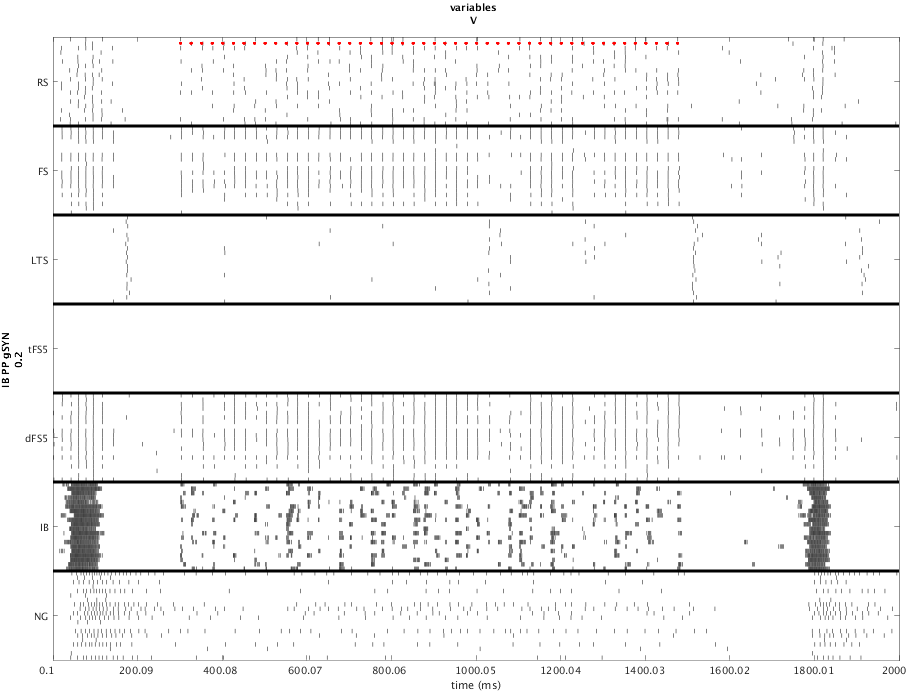 variables
V
RS
FS
LTS
tFS5
dFS5
IB
NG
IB PP gSYN
0.2
0.1
200.09
400.08
600.07
800.06
1000.05
1200.04
1400.03
1600.02
1800.01
2000
time (ms)